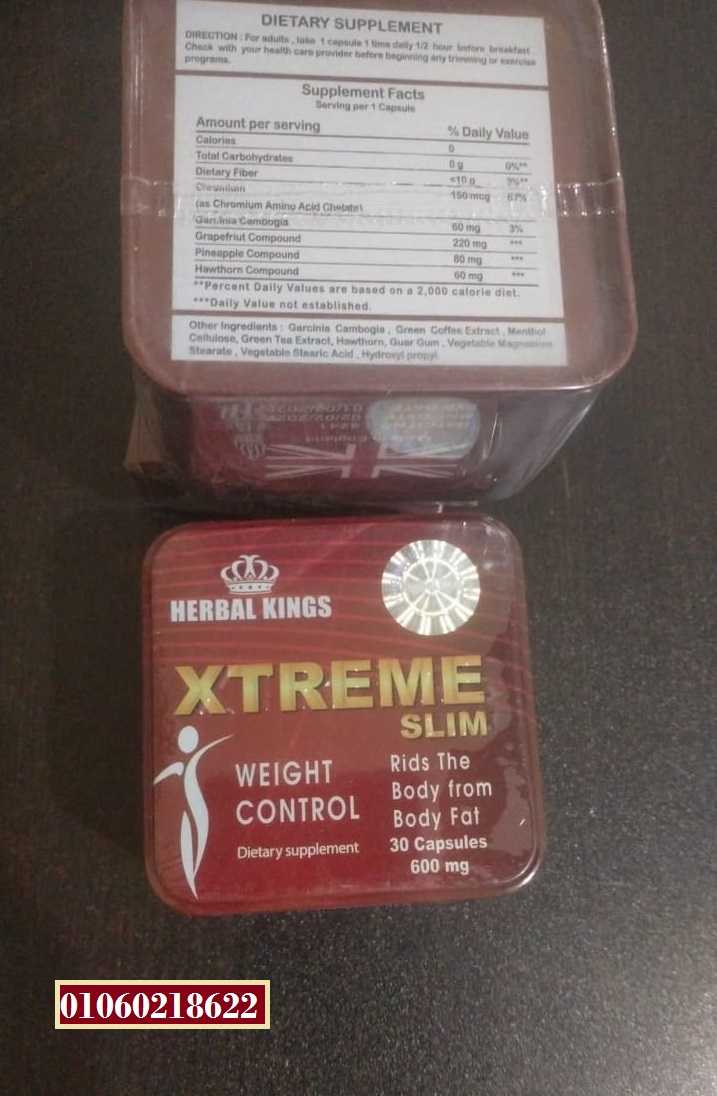 DIETARY SUPPLEMENT
DIRECTION : For adults , take 1 capsule 1 time daily 1/2 hour before breakfast
Check with your health care provider before beginning any trimming or exercise
programs.
Supplement Facts
Serving per 1 Capsule
Amount per serving % Daily Value
Calories 0
Total Carbohydrates 0 g 0%**
Dietary Fiber <10 g
Chromium 150 mcg 67%
(as Chromium Amino Acid Chelate)
Garcinia Cambogia 60 mg 3%
Grapefriut Compound 220 mg ***
Pineapple Compound 80 mg ***
Hawthorn Compound 60 mg ***
**Percent Daily Values are based on a 2,000 calorie diet.
***Daily Value not established.
Other Ingredients : Garcinia Cambogia , Green Coffee Extract , Menthol
Cellulose, Green Tea Extract, Hawthorn, Guar Gum , Vegetable Magnesium
Stearate , Vegetable Stearic Acid , Hydroxyl propyl
England
HERBAL KINGS
XTREME
SLIM
WEIGHT
CONTROL
Dietary supplement
Rids The
Body from
Body Fat
30 Capsules
600 mg
01060218622